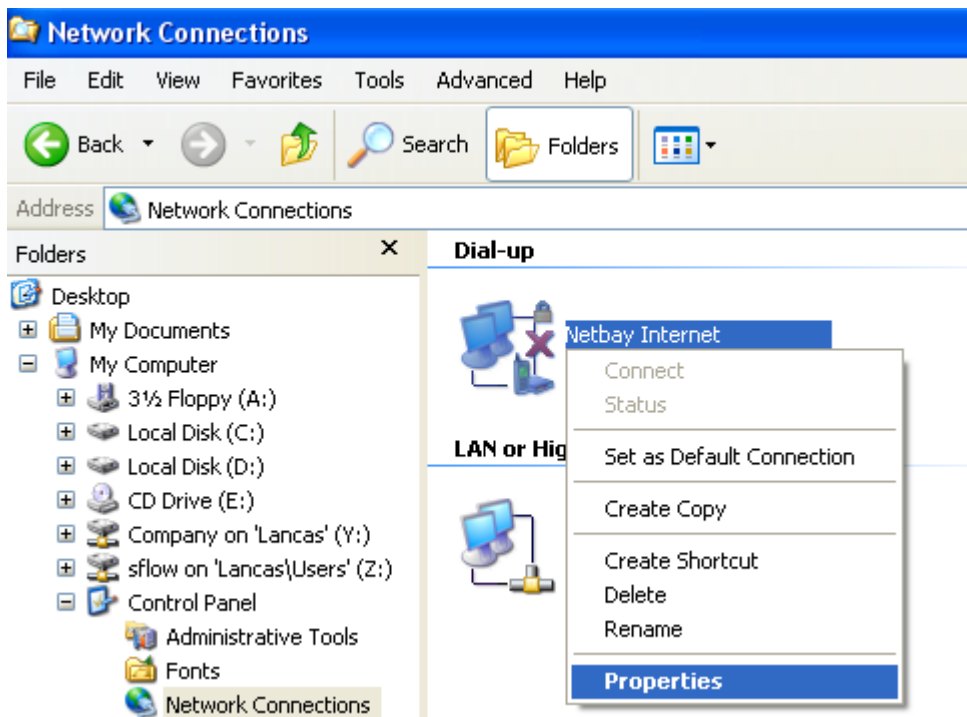 Network Connections
File Edit View Favorites Tools Advanced Help
Back Search Folders
Address Network Connections
Folders X
Desktop
My Documents
My Computer
3½ Floppy (A:)
Local Disk (C:)
Local Disk (D:)
CD Drive (E:)
Company on 'Lancas' (Y:)
sflow on 'Lancas\Users' (Z:)
Control Panel
Administrative Tools
Fonts
Network Connections
Dial-up
Netbay Internet
LAN or Hig
Connect
Status
Set as Default Connection
Create Copy
Create Shortcut
Delete
Rename
Properties